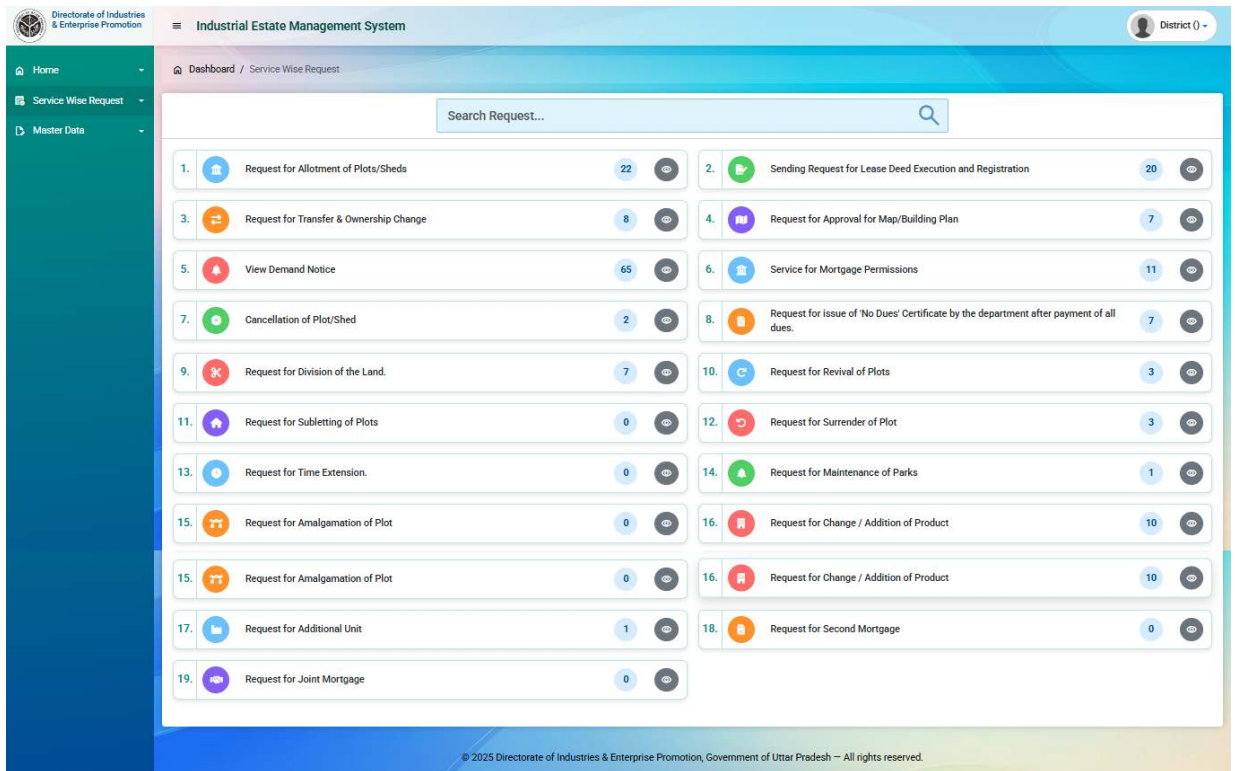 Directorate of Industries
& Enterprise Promotion
Industrial Estate Management System
District ()
Home
Service Wise Request
Master Data
Dashboard / Service Wise Request
Search Request...
1. Request for Allotment of Plots/Sheds 22
2. Sending Request for Lease Deed Execution and Registration 20
3. Request for Transfer & Ownership Change 8
4. Request for Approval for Map/Building Plan 7
5. View Demand Notice 65
6. Service for Mortgage Permissions 11
7. Cancellation of Plot/Shed 2
8. Request for issue of 'No Dues' Certificate by the department after payment of all
dues. 7
9. Request for Division of the Land. 7
10. Request for Revival of Plots 3
11. Request for Subletting of Plots 0
12. Request for Surrender of Plot 3
13. Request for Time Extension. 0
14. Request for Maintenance of Parks 1
15. Request for Amalgamation of Plot 0
16. Request for Change / Addition of Product 10
15. Request for Amalgamation of Plot 0
16. Request for Change / Addition of Product 10
17. Request for Additional Unit 1
18. Request for Second Mortgage 0
19. Request for Joint Mortgage 0
© 2025 Directorate of Industries & Enterprise Promotion, Government of Uttar Pradesh — All rights reserved.